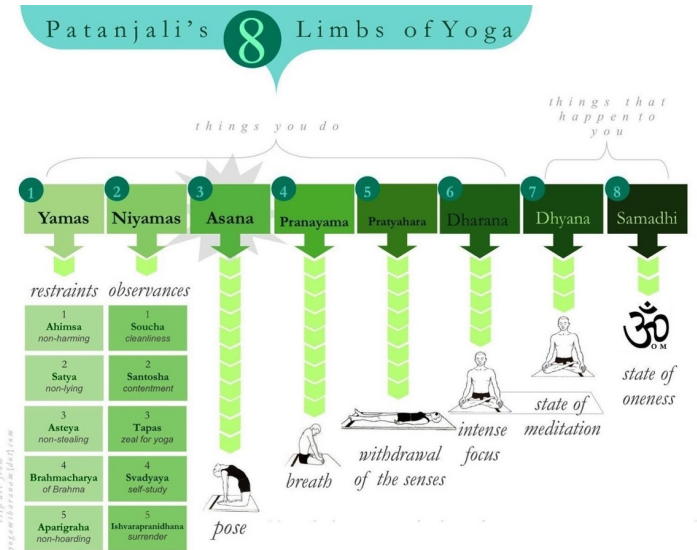 Patanjali's 8 Limbs of Yoga
things you do
things that
happen to
you
1
Yamas
2
Niyamas
3
Asana
4
Pranayama
5
Pratyahara
6
Dharana
7
Dhyana
8
Samadhi
restraints
1
Ahimsa
non-harming
2
Satya
non-lying
3
Asteya
non-stealing
4
Brahmacharya
of Brahma
5
Aparigraha
non-hoarding
observances
1
Soucha
cleanliness
2
Santosha
contentment
3
Tapas
zeal for yoga
4
Svadyaya
self-study
5
Ishvarapranidhana
surrender
pose
breath
withdrawal
of the senses
intense
focus
state of
meditation
ॐ
OM
state of
oneness